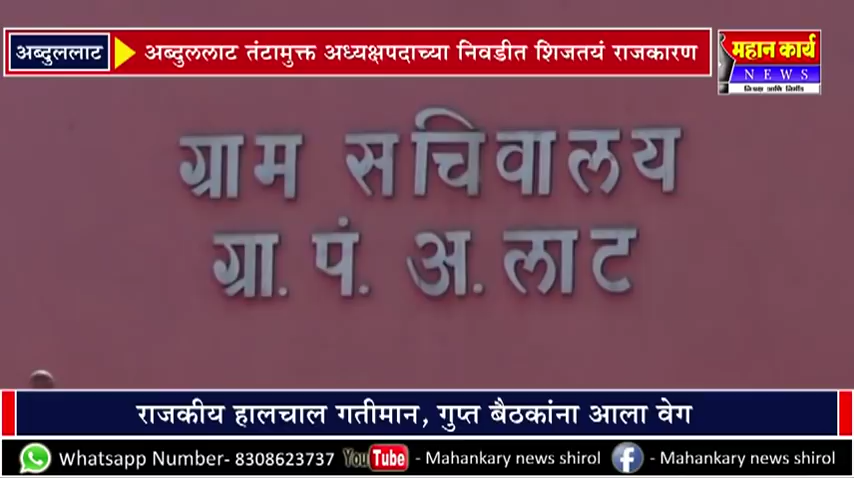 अब्दुललाट
अब्दुललाट तंटामुक्त अध्यक्षपदाच्या निवडीत शिजतयं राजकारण
महान कार्य
NEWS
ग्राम सचिवालय
ग्रा. पं. अ. लाट
राजकीय हालचाल गतीमान, गुप्त बैठकांना आला वेग
Whatsapp Number- 8308623737 YouTube - Mahankary news shirol f - Mahankary news shirol